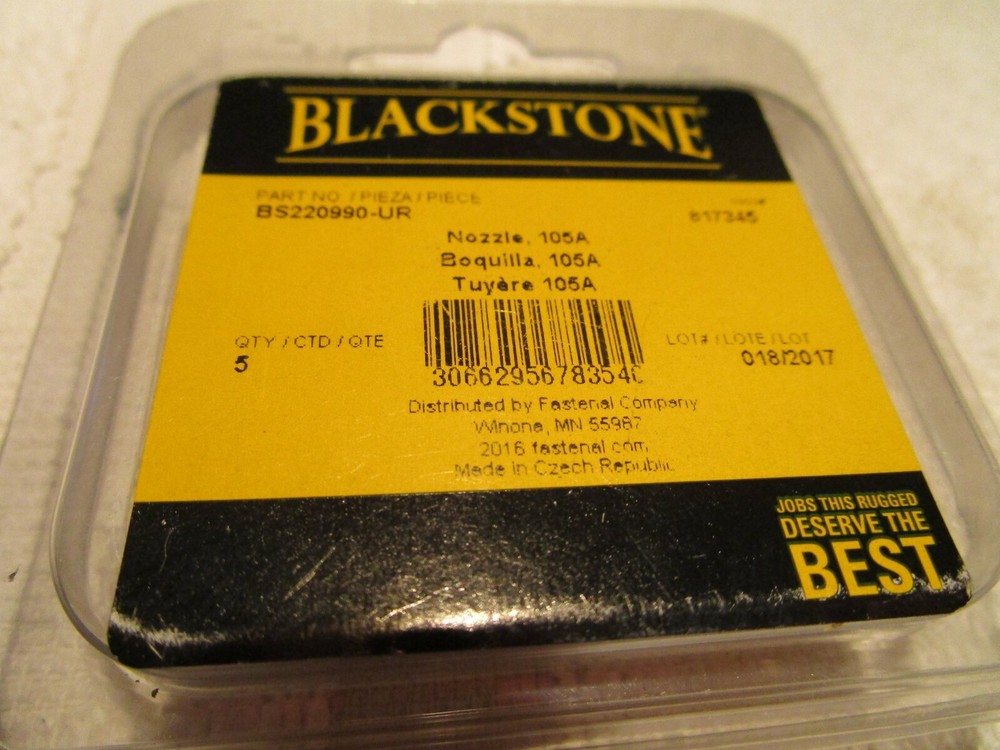 BLACKSTONE
PART NO. / PIEZA / PIECE
BS220990-UR
817345
Nozzle, 105A
Boquilla, 105A
Tuyère 105A
QTY / CTD / QTE
5
LOT# / LOTE / LOT
018/2017
Distributed by Fastenal Company
Winona, MN 55987
2016 fastenal.com
Made in Czech Republic
JOBS THIS RUGGED
DESERVE THE
BEST